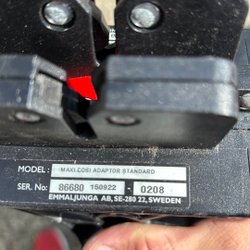 MODEL: MAXI COSI ADAPTOR STANDARD
SER. No: 86680 150922 - 0208
EMMALJUNGA AB, SE-280 22, SWEDEN